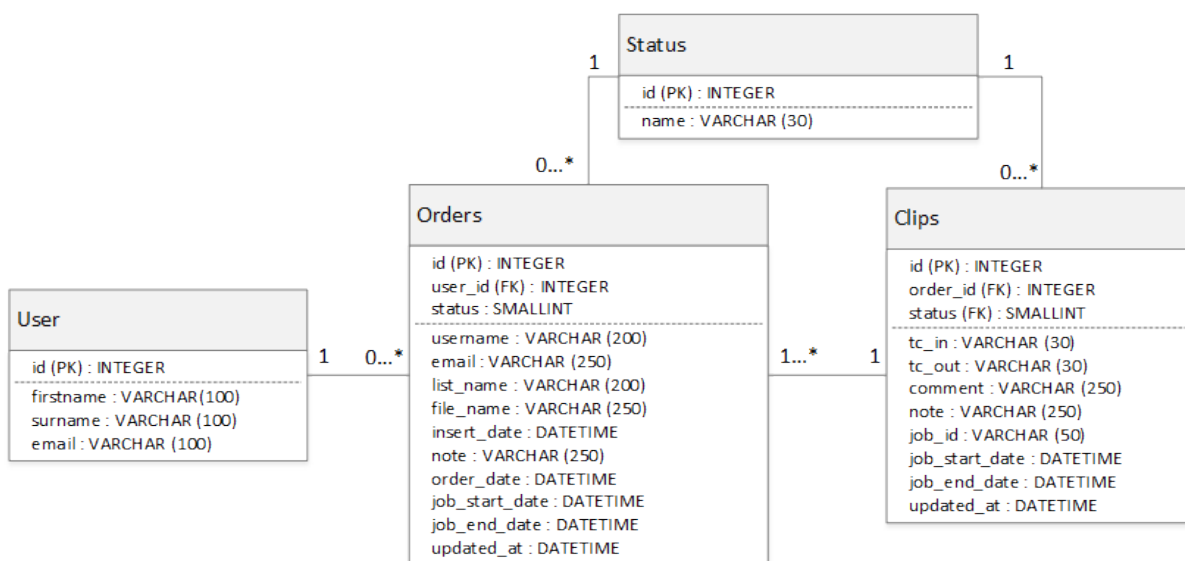 Status
id (PK) : INTEGER
name : VARCHAR (30)
1
1
0...*
0...*
Orders
id (PK) : INTEGER
user_id (FK) : INTEGER
status : SMALLINT
username : VARCHAR (200)
email : VARCHAR (250)
list_name : VARCHAR (200)
file_name : VARCHAR (250)
insert_date : DATETIME
note : VARCHAR (250)
order_date : DATETIME
job_start_date : DATETIME
job_end_date : DATETIME
updated_at : DATETIME
Clips
id (PK) : INTEGER
order_id (FK) : INTEGER
status (FK) : SMALLINT
tc_in : VARCHAR (30)
tc_out : VARCHAR (30)
comment : VARCHAR (250)
note : VARCHAR (250)
job_id : VARCHAR (50)
job_start_date : DATETIME
job_end_date : DATETIME
updated_at : DATETIME
User
id (PK) : INTEGER
firstname : VARCHAR(100)
surname : VARCHAR (100)
email : VARCHAR (100)
1
0...*
1...*
1